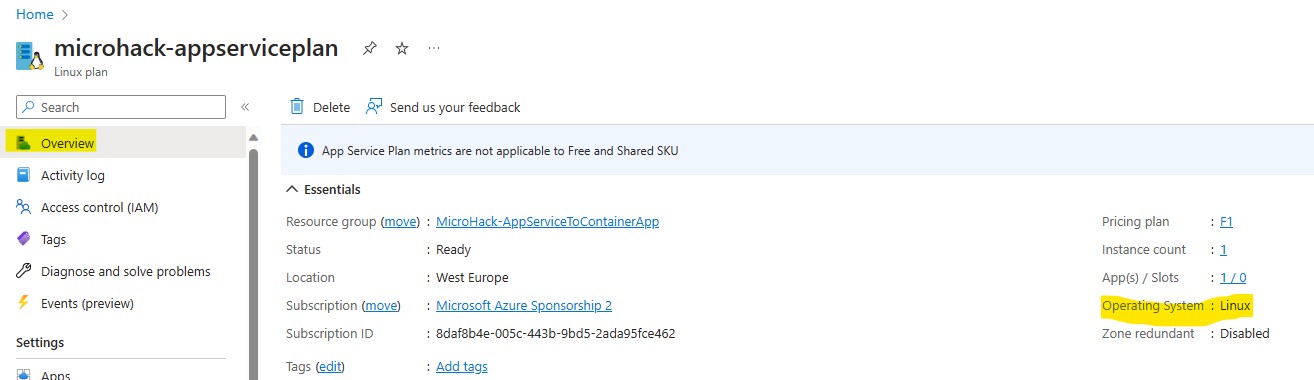 Home >
microhack-appserviceplan ...
Linux plan
Search «
Overview
Activity log
Access control (IAM)
Tags
Diagnose and solve problems
Events (preview)
Settings
Apps
Delete Send us your feedback
App Service Plan metrics are not applicable to Free and Shared SKU
Essentials
Resource group (move) : MicroHack-AppServiceToContainerApp
Status : Ready
Location : West Europe
Subscription (move) : Microsoft Azure Sponsorship 2
Subscription ID : 8daf8b4e-005c-443b-9bd5-2ada95fce462
Tags (edit) : Add tags
Pricing plan : F1
Instance count : 1
App(s) / Slots : 1 / 0
Operating System : Linux
Zone redundant : Disabled